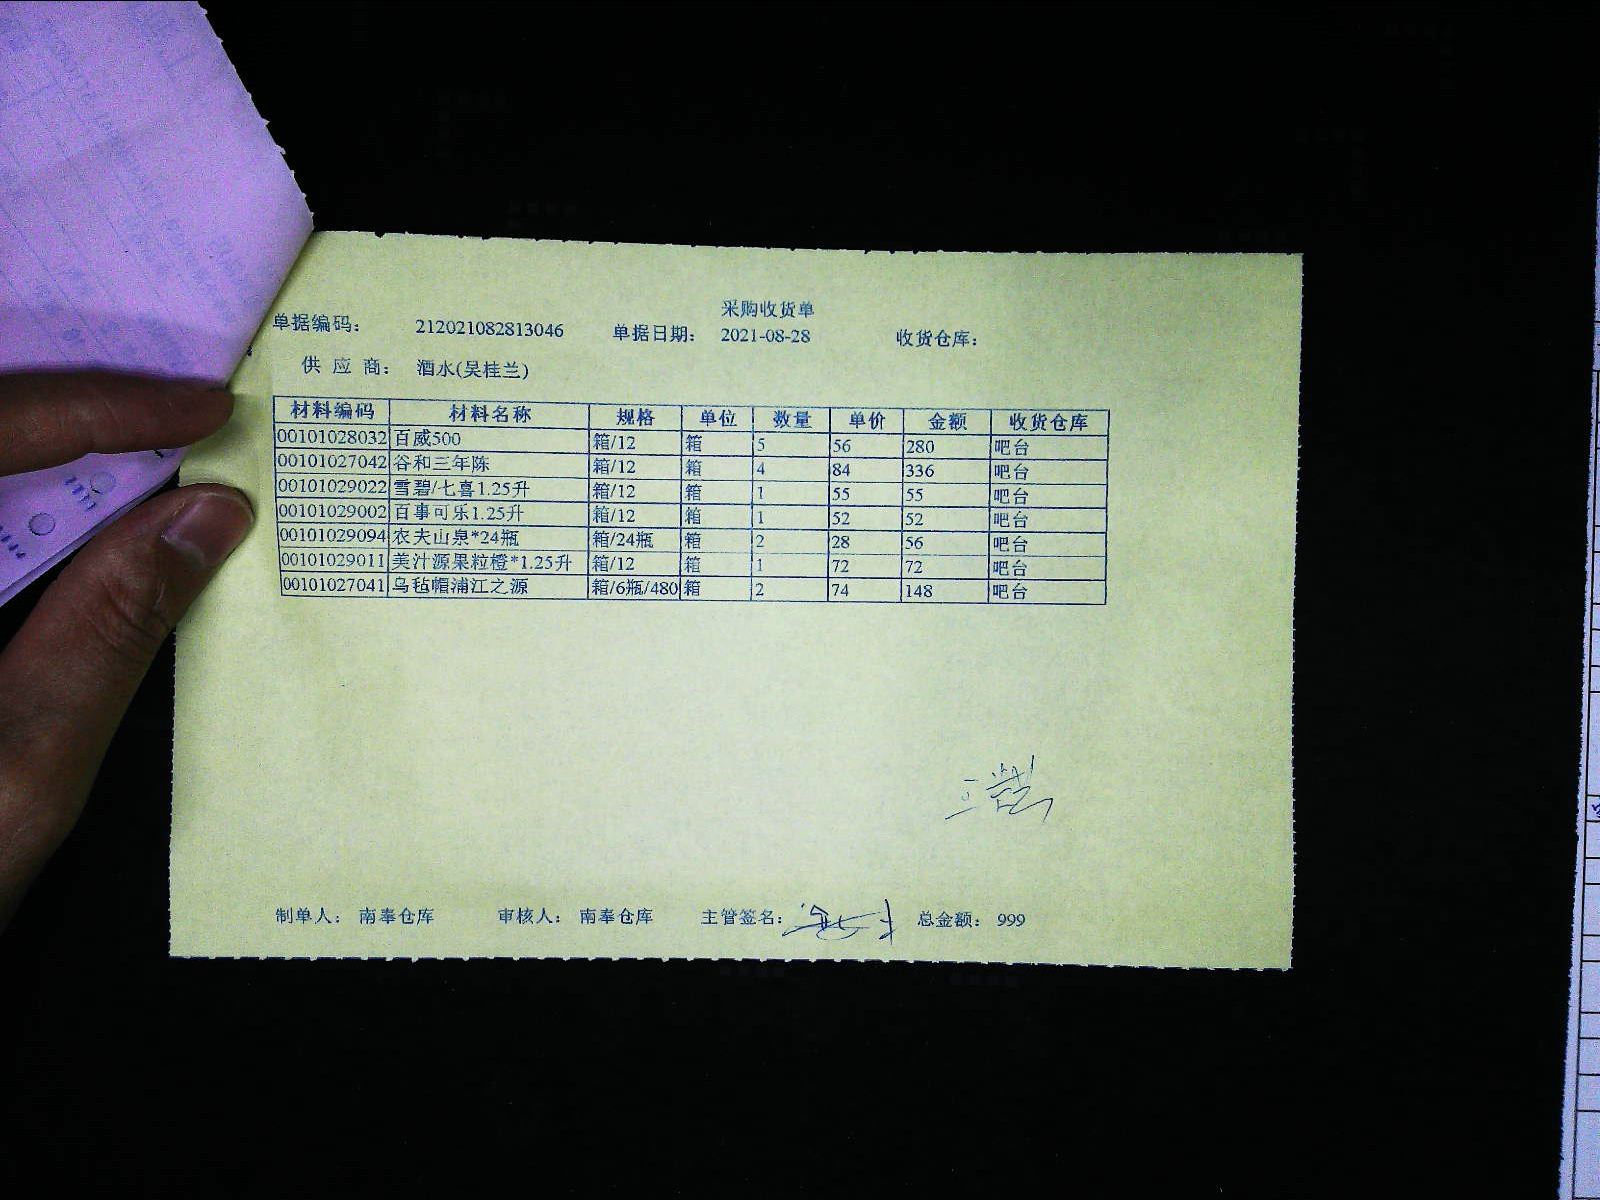 采购收货单
单据编码： 212021082813046 单据日期： 2021-08-28 收货仓库：
供 应 商： 酒水(吴桂兰)
材料编码 材料名称 规格 单位 数量 单价 金额 收货仓库
00101028032 百威500 箱/12 箱 5 56 280 吧台
00101027042 谷和三年陈 箱/12 箱 4 84 336 吧台
00101029022 雪碧/七喜1.25升 箱/12 箱 1 55 55 吧台
00101029002 百事可乐1.25升 箱/12 箱 1 52 52 吧台
00101029094 农夫山泉*24瓶 箱/24瓶 箱 2 28 56 吧台
00101029011 美汁源果粒橙*1.25升 箱/12 箱 1 72 72 吧台
00101027041 乌毡帽浦江之源 箱/6瓶/480 箱 2 74 148 吧台
制单人： 南奉仓库 审核人： 南奉仓库 主管签名： 总金额： 999